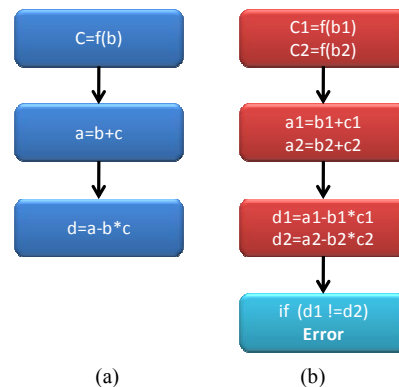 C=f(b)
a=b+c
d=a-b*c
(a)
C1=f(b1)
C2=f(b2)
a1=b1+c1
a2=b2+c2
d1=a1-b1*c1
d2=a2-b2*c2
if (d1 !=d2)
Error
(b)